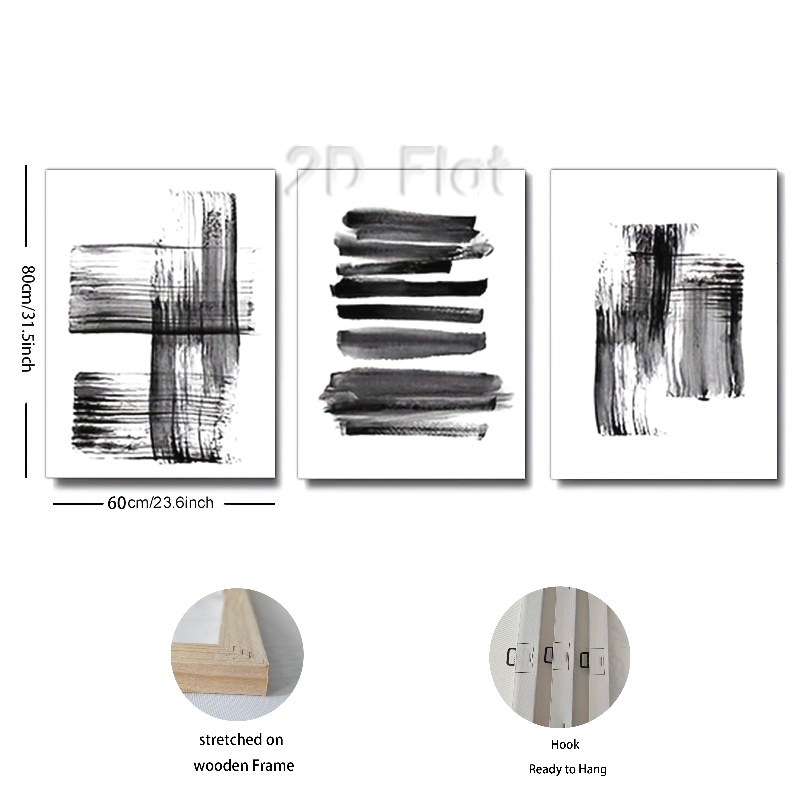 2D Flat
80cm/31.5inch
60cm/23.6inch
stretched on
wooden Frame
Hook
Ready to Hang